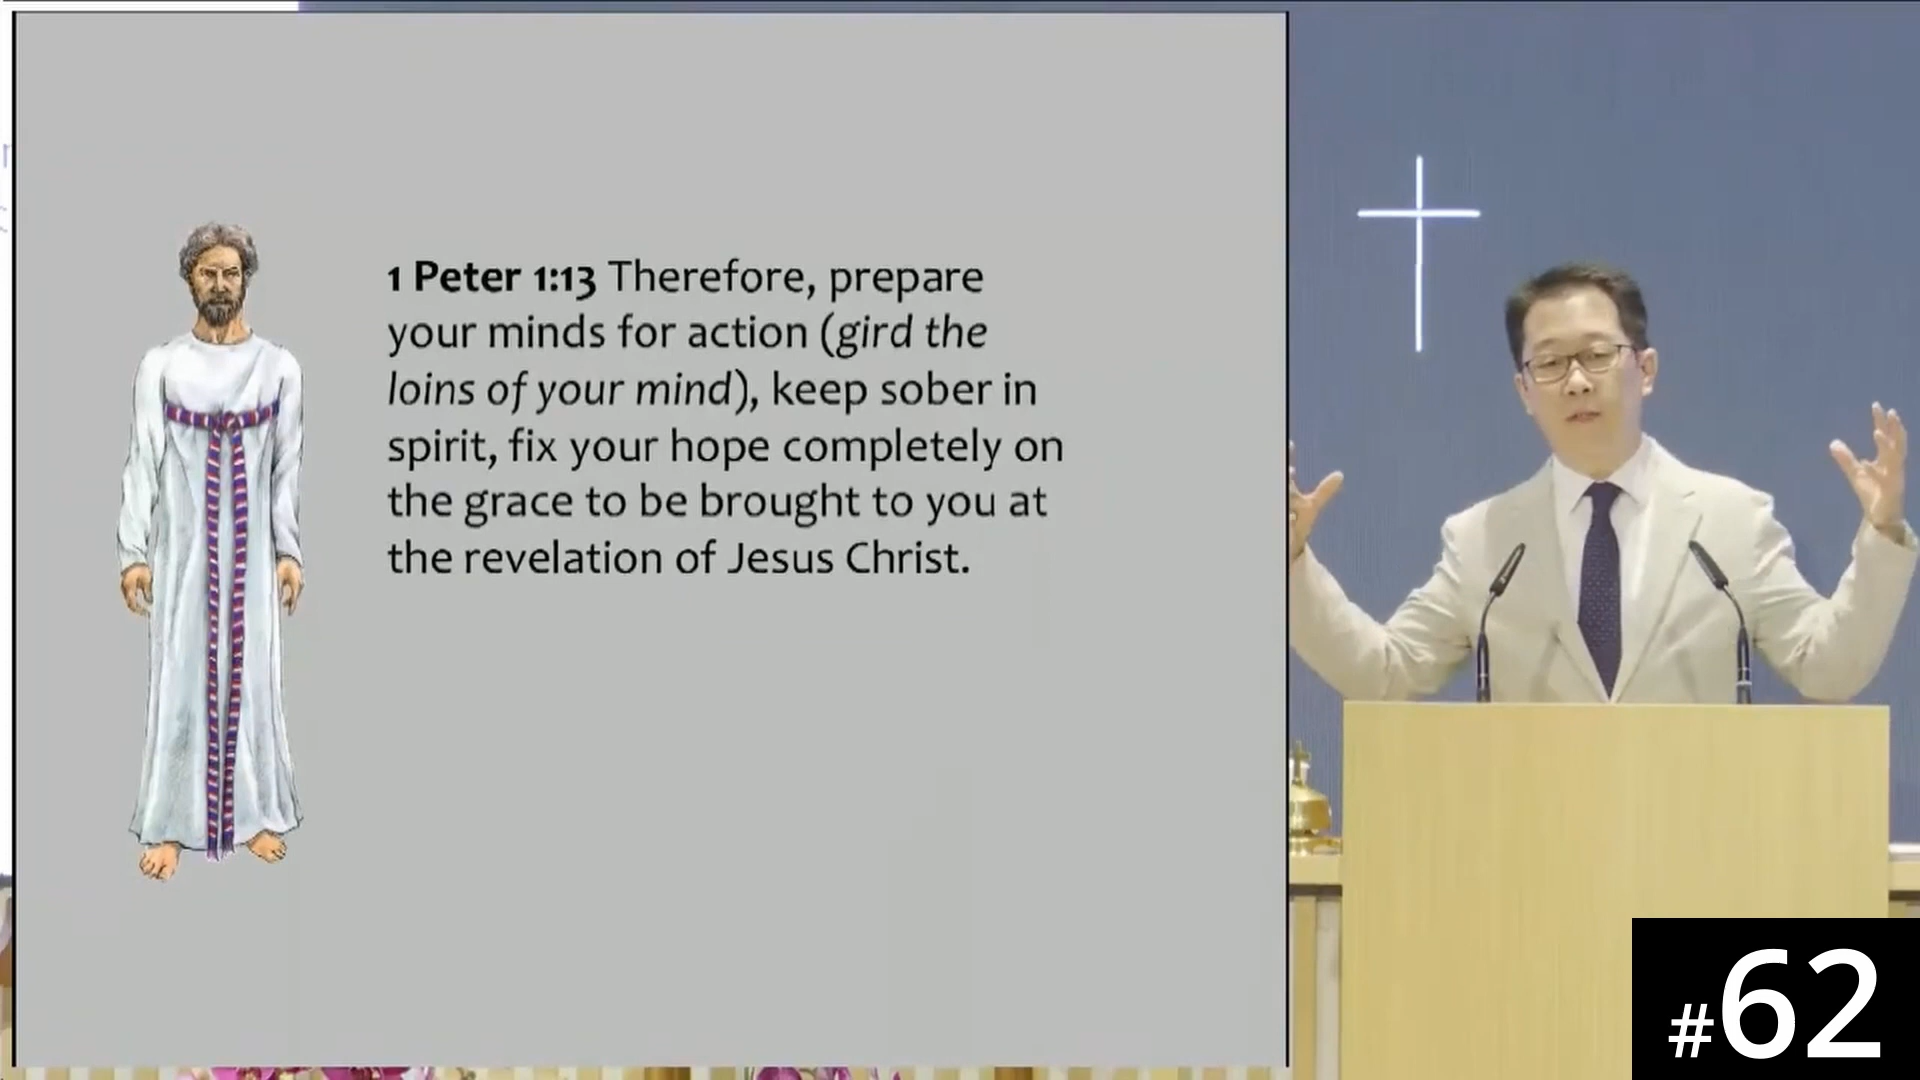 1 Peter 1:13 Therefore, prepare
your minds for action (gird the
loins of your mind), keep sober in
spirit, fix your hope completely on
the grace to be brought to you at
the revelation of Jesus Christ.
#62